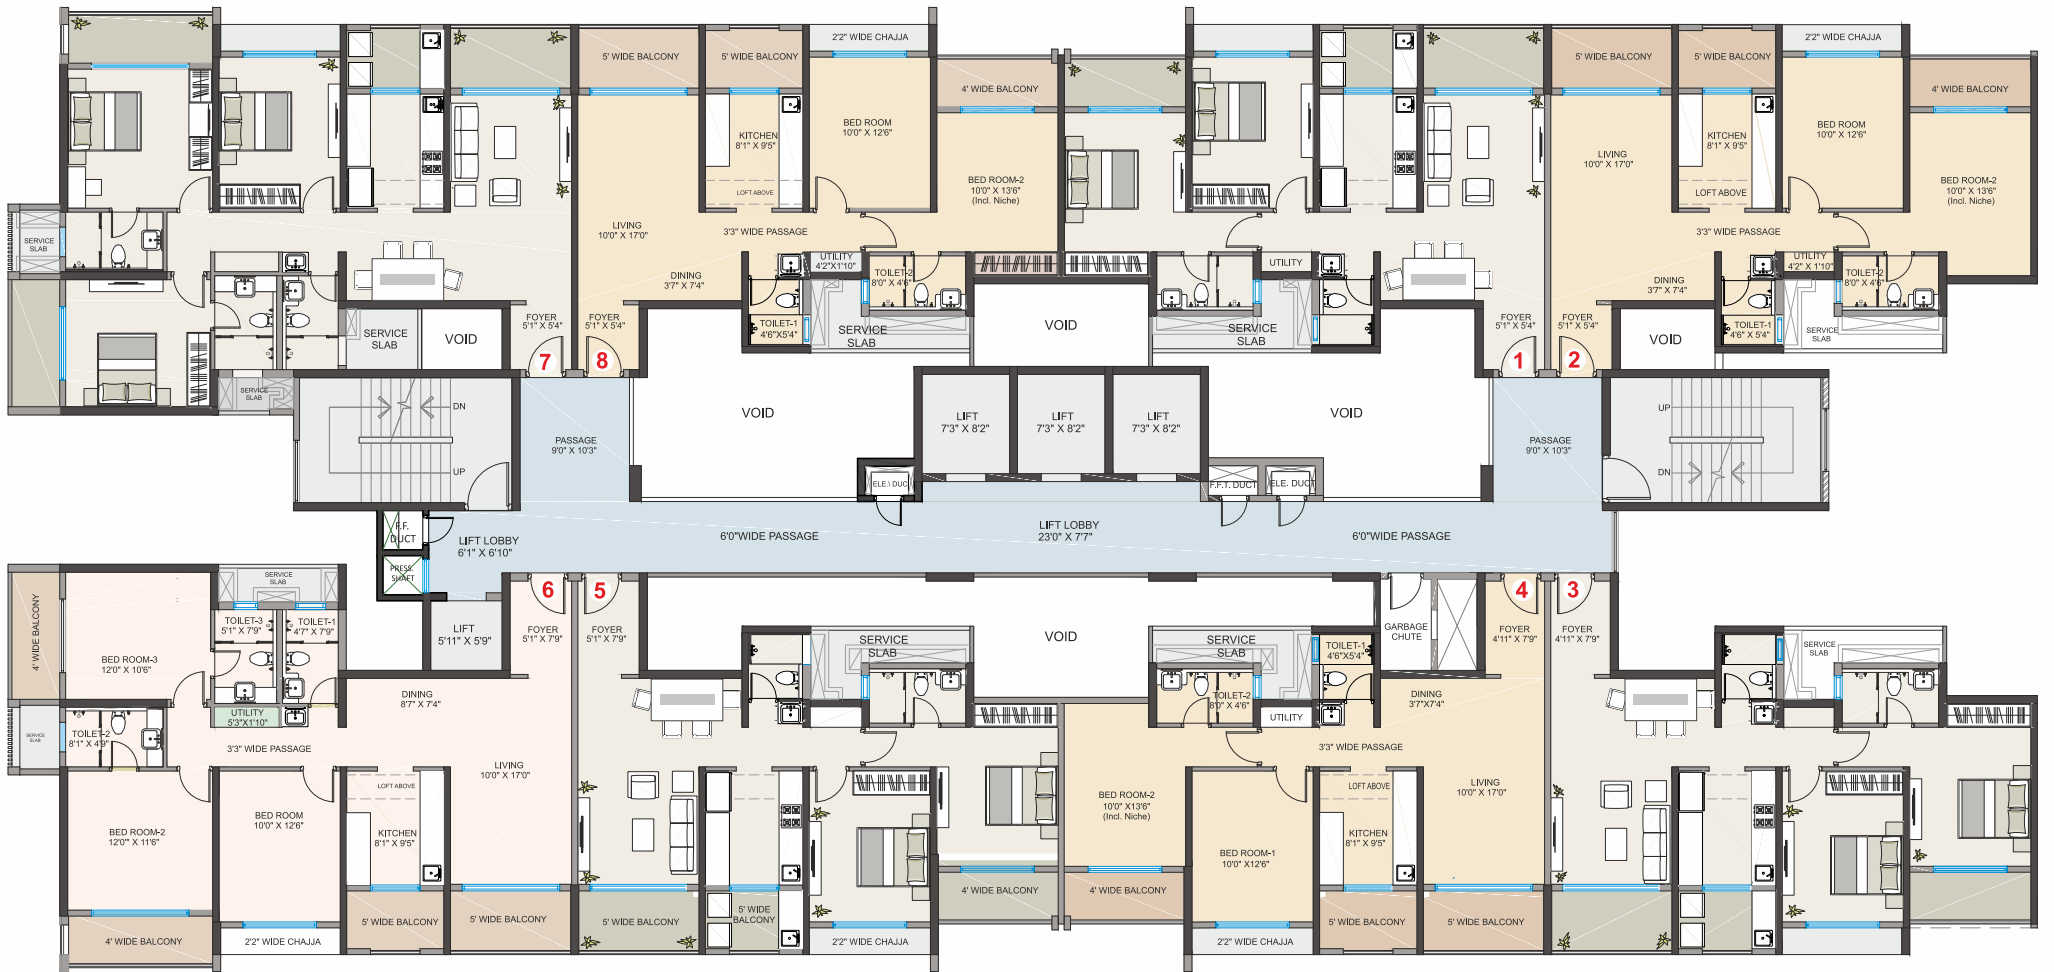 2'2" WIDE CHAJJA
2'2" WIDE CHAJJA
5' WIDE BALCONY
5' WIDE BALCONY
5' WIDE BALCONY
5' WIDE BALCONY
4' WIDE BALCONY
4' WIDE BALCONY
BED ROOM
10'0" X 12'6"
BED ROOM
10'0" X 12'6"
KITCHEN
8'1" X 9'5"
KITCHEN
8'1" X 9'5"
LIVING
10'0" X 17'0"
BED ROOM-2
10'0" X 13'6"
(Incl. Niche)
BED ROOM-2
10'0" X 13'6"
(Incl. Niche)
LOFT ABOVE
LOFT ABOVE
LIVING
10'0" X 17'0"
3'3" WIDE PASSAGE
3'3" WIDE PASSAGE
SERVICE
SLAB
UTILITY
4'2"X1'10"
UTILITY
UTILITY
4'2" X 1'10"
DINING
3'7" X 7'4"
TOILET-2
8'0" X 4'6"
DINING
3'7" X 7'4"
TOILET-2
8'0" X 4'6"
FOYER
5'1" X 5'4"
FOYER
5'1" X 5'4"
TOILET-1
4'6"X5'4"
SERVICE
SLAB
VOID
SERVICE
SLAB
FOYER
5'1" X 5'4"
FOYER
5'1" X 5'4"
TOILET-1
4'6" X 5'4"
SERVICE
SLAB
SERVICE
SLAB
VOID
VOID
7
8
1
2
SERVICE
SLAB
DN
UP
VOID
LIFT
7'3" X 8'2"
LIFT
7'3" X 8'2"
LIFT
7'3" X 8'2"
VOID
UP
DN
PASSAGE
9'0" X 10'3"
PASSAGE
9'0" X 10'3"
ELE. DUCT
F.F.T. DUCT
ELE. DUCT
F.F.
DUCT
LIFT LOBBY
6'1" X 6'10"
6'0"WIDE PASSAGE
LIFT LOBBY
23'0" X 7'7"
6'0"WIDE PASSAGE
PRESS.
SHAFT
SERVICE
SLAB
6
5
4
3
4' WIDE BALCONY
TOILET-3
5'1" X 7'9"
TOILET-1
4'7" X 7'9"
LIFT
5'11" X 5'9"
FOYER
5'1" X 7'9"
FOYER
5'1" X 7'9"
SERVICE
SLAB
VOID
SERVICE
SLAB
TOILET-1
4'6"X5'4"
GARBAGE
CHUTE
FOYER
4'11" X 7'9"
FOYER
4'11" X 7'9"
SERVICE
SLAB
BED ROOM-3
12'0" X 10'6"
DINING
8'7" X 7'4"
TOILET-2
8'0" X 4'6"
DINING
3'7"X7'4"
UTILITY
5'3"X1'10"
UTILITY
SERVICE
SLAB
TOILET-2
8'1" X 4'9"
3'3" WIDE PASSAGE
3'3" WIDE PASSAGE
LIVING
10'0" X 17'0"
LOFT ABOVE
BED ROOM-2
10'0" X13'6"
(Incl. Niche)
LOFT ABOVE
LIVING
10'0" X 17'0"
BED ROOM-2
12'0" X 11'6"
BED ROOM
10'0" X 12'6"
KITCHEN
8'1" X 9'5"
BED ROOM-1
10'0" X12'6"
KITCHEN
8'1" X 9'5"
4' WIDE BALCONY
4' WIDE BALCONY
5' WIDE BALCONY
5' WIDE BALCONY
5' WIDE BALCONY
5' WIDE
BALCONY
5' WIDE BALCONY
5' WIDE BALCONY
4' WIDE BALCONY
2'2" WIDE CHAJJA
2'2" WIDE CHAJJA
2'2" WIDE CHAJJA